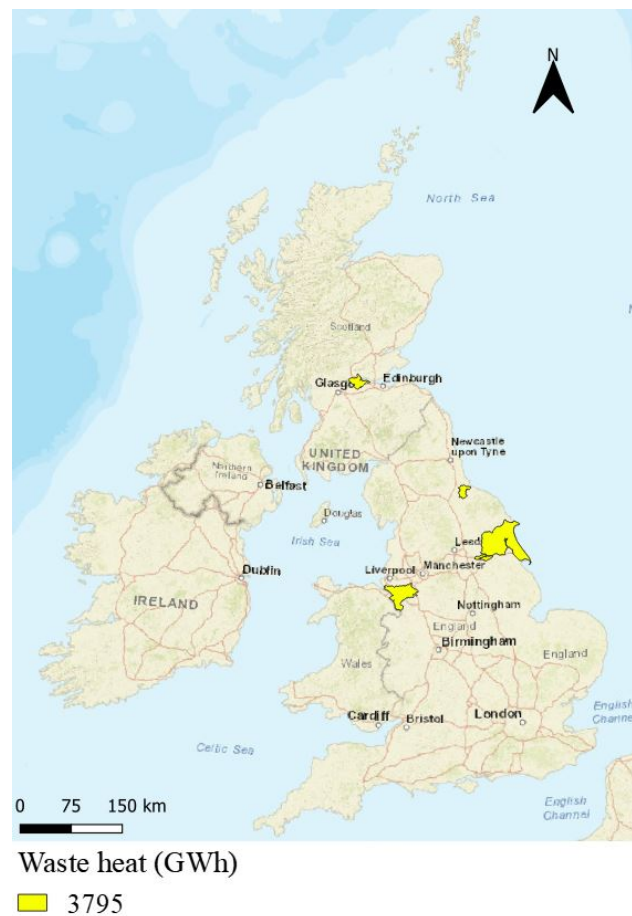 N
North Sea
Scotland
Glasgo
Edinburgh
UNITED
KINGDOM
Newcastle
upon Tyne
Northern
Ireland
Belfast
Douglas
Irish Sea
Leed
Dublin
Liverpool
Manchester
IRELAND
Nottingham
England
Birmingham
Wales
England
Cardiff
Bristol
London
English
Channel
Celtic Sea
English
Channel
0 75 150 km
Waste heat (GWh)
3795